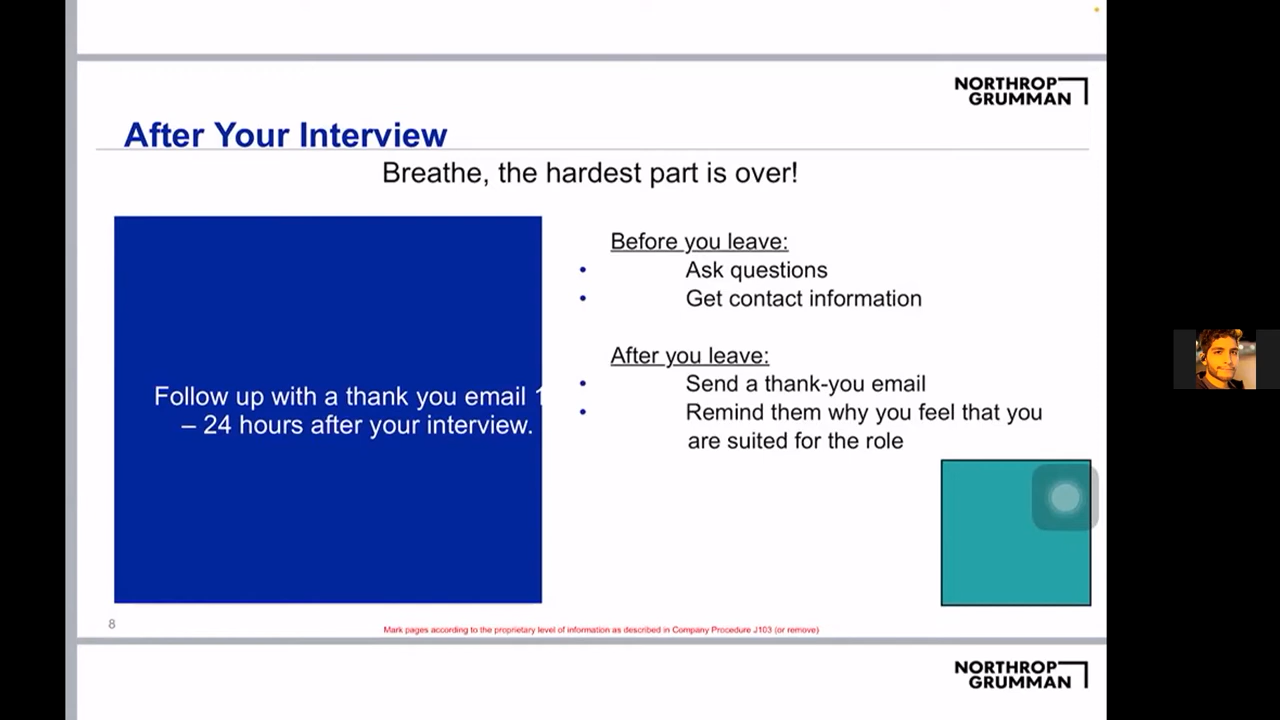 NORTHROP
GRUMMAN
After Your Interview
Breathe, the hardest part is over!
Follow up with a thank you email 1
– 24 hours after your interview.
Before you leave:
• Ask questions
• Get contact information
After you leave:
• Send a thank-you email
• Remind them why you feel that you
are suited for the role
8
Mark pages according to the proprietary level of information as described in Company Procedure J103 (or remove)
NORTHROP
GRUMMAN